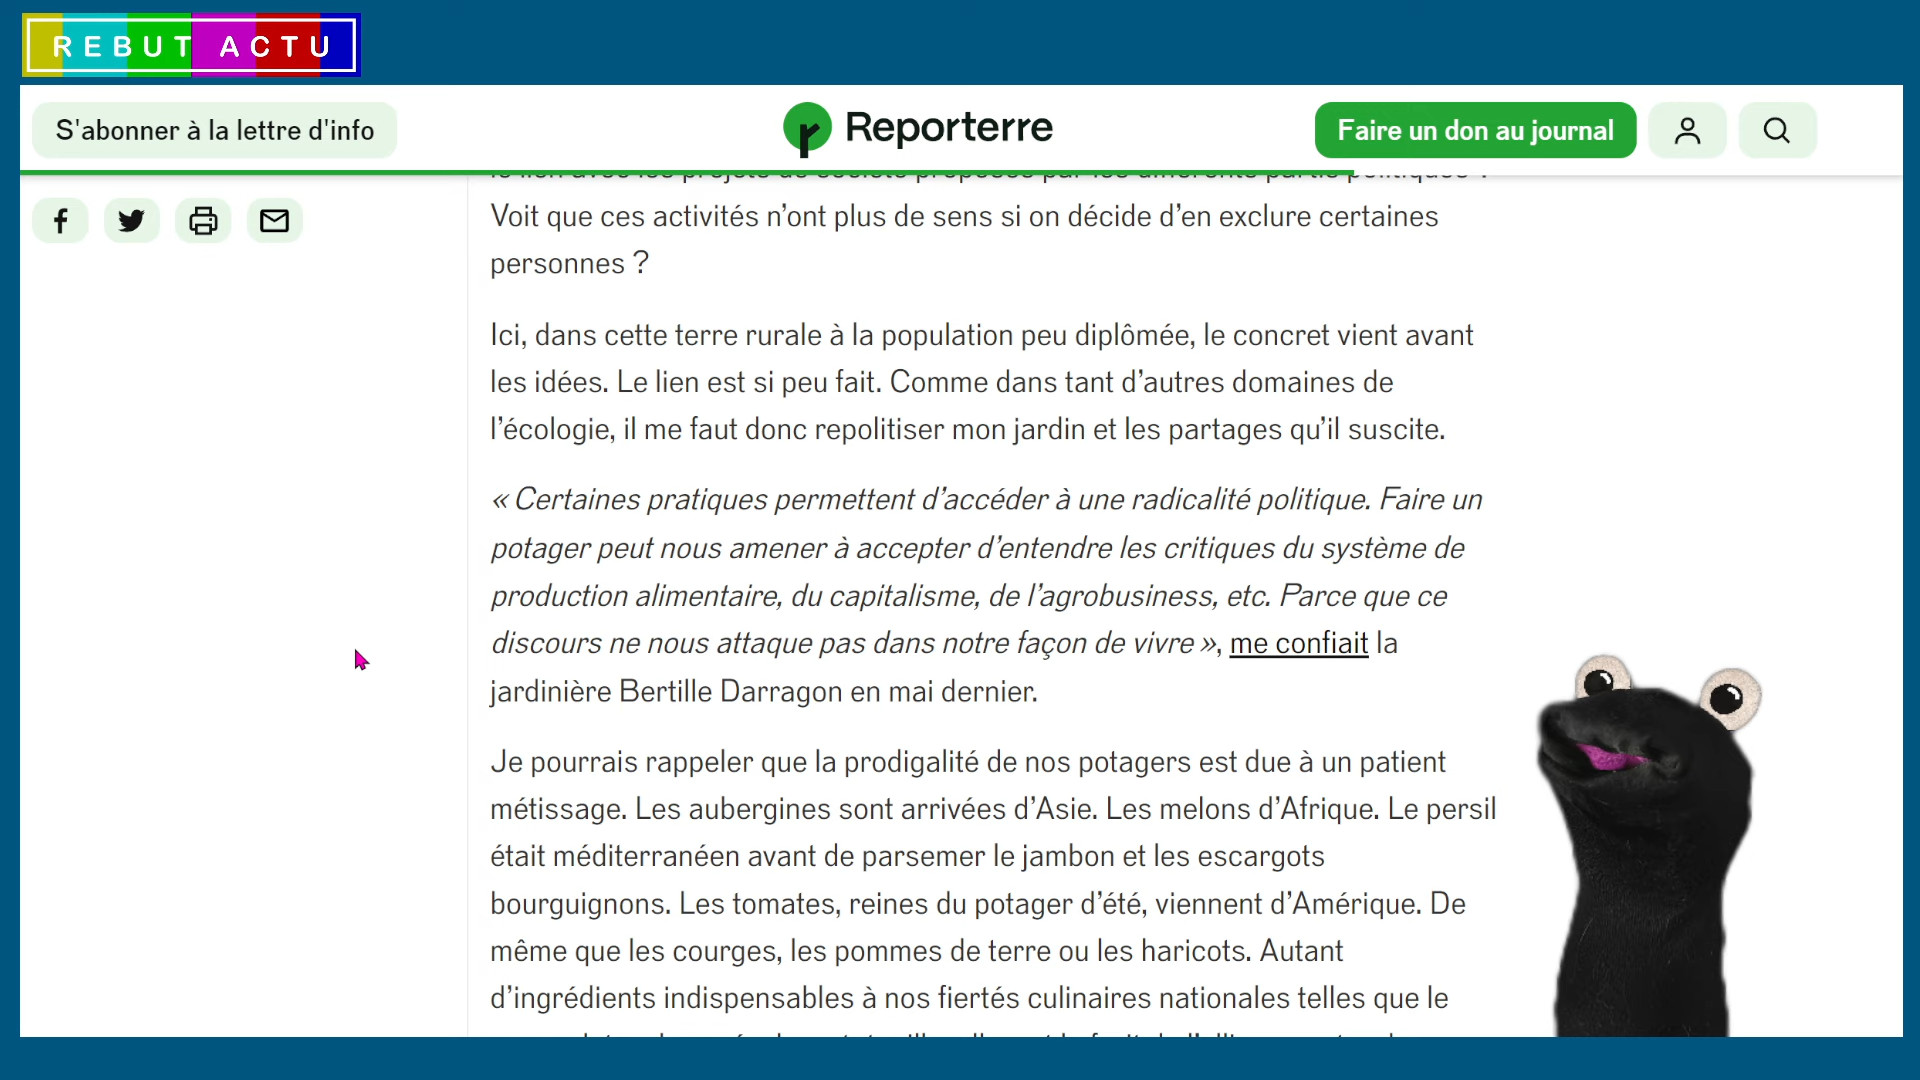 REBUT ACTU
S'abonner à la lettre d'info
Reporterre
Faire un don au journal
Voit que ces activités n’ont plus de sens si on décide d’en exclure certaines
personnes ?
Ici, dans cette terre rurale à la population peu diplômée, le concret vient avant
les idées. Le lien est si peu fait. Comme dans tant d’autres domaines de
l’écologie, il me faut donc repolitiser mon jardin et les partages qu’il suscite.
« Certaines pratiques permettent d’accéder à une radicalité politique. Faire un
potager peut nous amener à accepter d’entendre les critiques du système de
production alimentaire, du capitalisme, de l’agrobusiness, etc. Parce que ce
discours ne nous attaque pas dans notre façon de vivre », me confiait la
jardinière Bertille Darragon en mai dernier.
Je pourrais rappeler que la prodigalité de nos potagers est due à un patient
métissage. Les aubergines sont arrivées d’Asie. Les melons d’Afrique. Le persil
était méditerranéen avant de parsemer le jambon et les escargots
bourguignons. Les tomates, reines du potager d’été, viennent d’Amérique. De
même que les courges, les pommes de terre ou les haricots. Autant
d’ingrédients indispensables à nos fiertés culinaires nationales telles que le